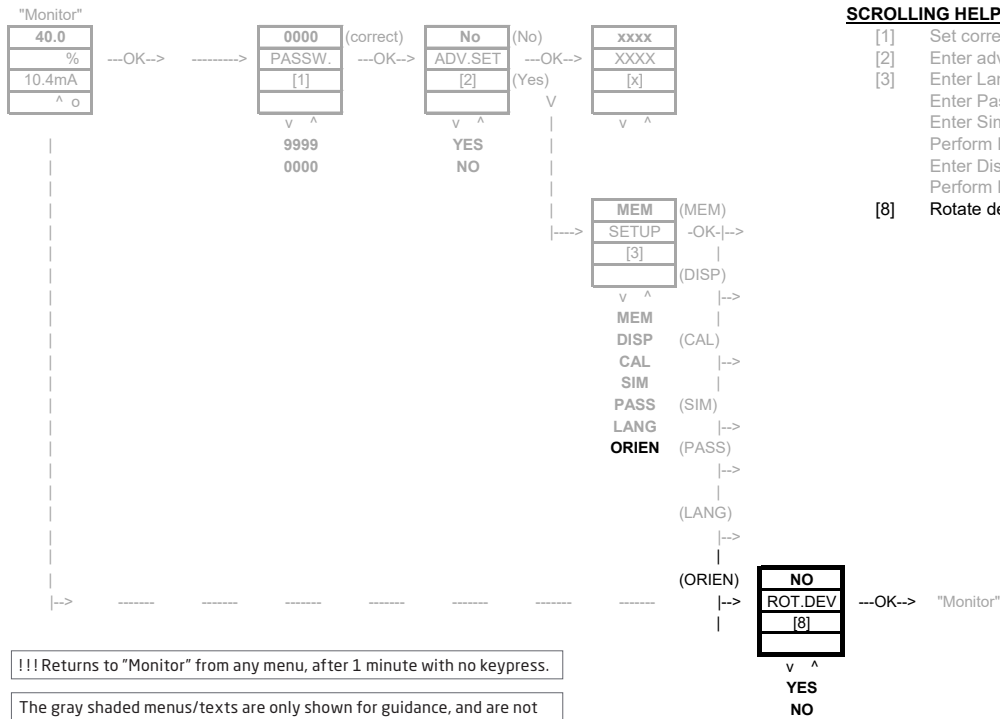 "Monitor" SCROLLING HELP
40.0 0000 (correct) No (No) xxxx [1] Set corre
% ---OK--> ---------> PASSW. ---OK--> ADV.SET ---OK--> XXXX [2] Enter adv
10.4mA [1] [2] (Yes) [x] [3] Enter Lan
^ o V Enter Pas
v ^ v ^ | v ^ Enter Sim
| 9999 YES | Perform
| 0000 NO | Enter Dis
| | Perform
| | MEM (MEM) [8] Rotate de
| |----> SETUP -OK-|-->
| [3] |
| (DISP)
| v ^ |-->
| MEM |
| DISP (CAL)
| CAL |-->
| SIM |
| PASS (SIM)
| LANG |-->
| ORIEN (PASS)
| |-->
| |
| (LANG)
| |-->
| |
| (ORIEN) NO
|--> ------- ------- ------- ------- ------- ------- ------- |--> ROT.DEV ---OK--> "Monitor"
| [8]
!!! Returns to "Monitor" from any menu, after 1 minute with no keypress.
v ^
YES
The gray shaded menus/texts are only shown for guidance, and are not NO